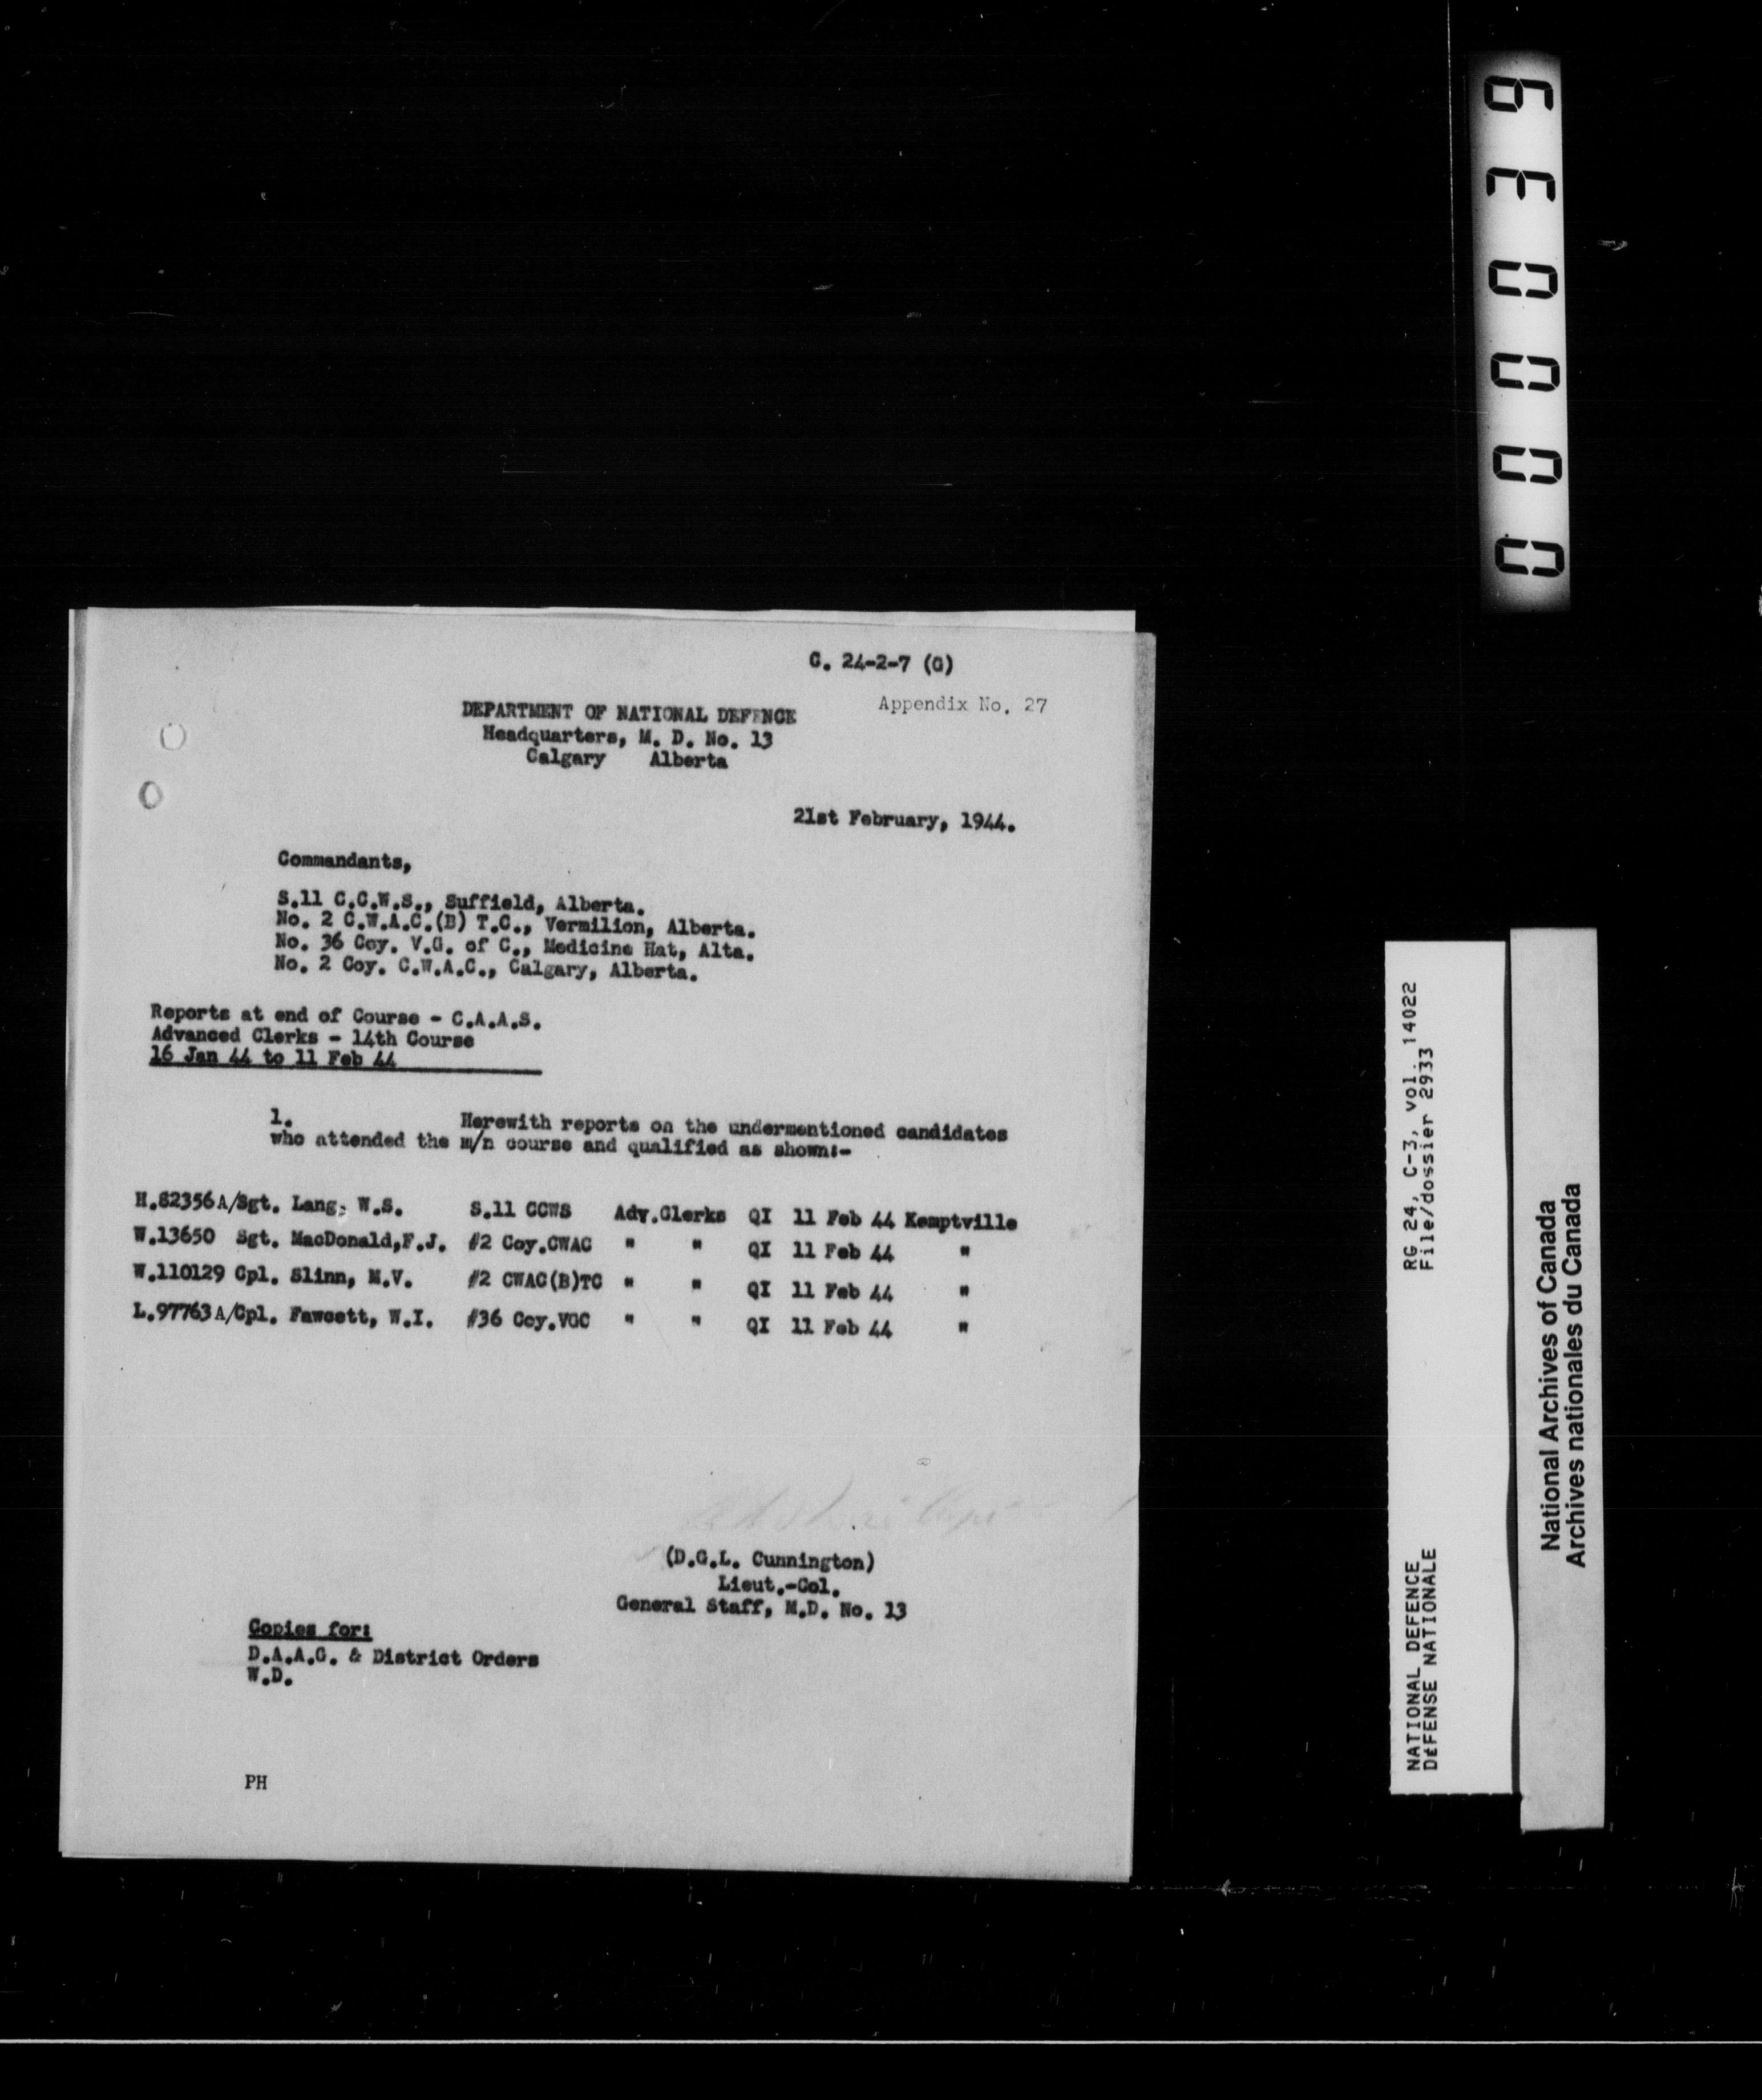 C. 24-2-7 (G)
Appendix No. 27
DEPARTMENT OF NATIONAL DEFENCE
Headquarters, M. D. No. 13
Calgary Alberta
21st February, 1944.
Commandants,
S.11 C.C.W.S., Suffield, Alberta.
No. 2 C.W.A.C.(B) T.C., Vermilion, Alberta.
No. 36 Coy. V.G. of C., Medicine Hat, Alta.
No. 2 Coy. C.W.A.C., Calgary, Alberta.
Reports at end of Course - C.A.A.S.
Advanced Clerks - 14th Course
16 Jan 44 to 11 Feb 44
1. Herewith reports on the undermentioned candidates
who attended the m/n course and qualified as shown:-
H.82356 A/Sgt. Lang, W.S. S.11 CCWS Adv.Clerks QI 11 Feb 44 Kemptville
W.13650 Sgt. MacDonald,F.J. #2 Coy.CWAC " " QI 11 Feb 44 "
W.110129 Cpl. Slinn, M.V. #2 CWAC(B)TC " " QI 11 Feb 44 "
L.97763 A/Cpl. Fawcett, W.I. #36 Coy.VGC " " QI 11 Feb 44 "
(D.G.L. Cunnington)
Lieut.-Col.
General Staff, M.D. No. 13
Copies for:
D.A.A.G. & District Orders
W.D.
PH
000039
NATIONAL DEFENCE RG 24, C-3, vol. 14022
DÉFENSE NATIONALE File/dossier 2933
National Archives of Canada
Archives nationales du Canada